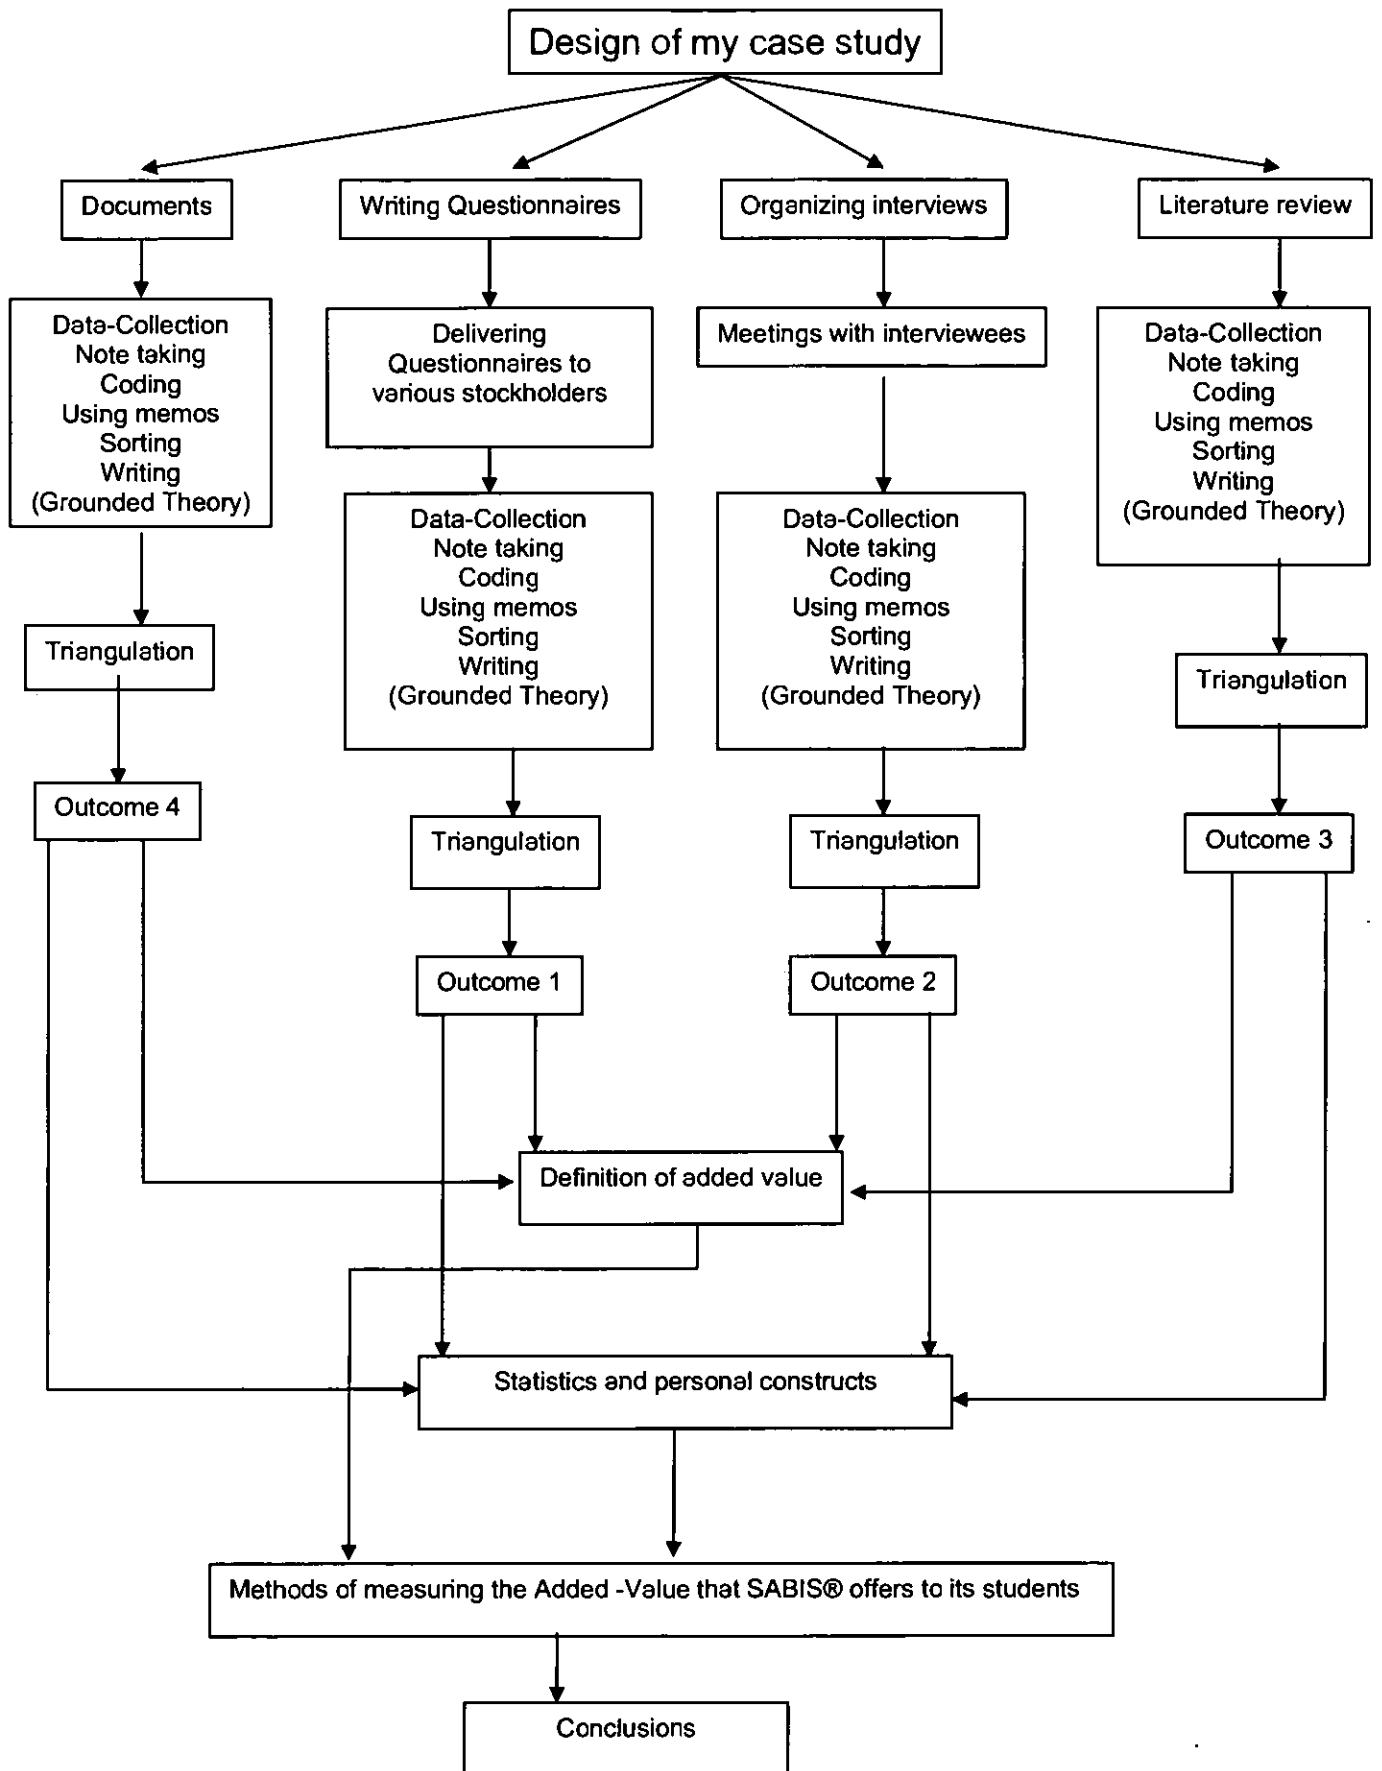 Design of my case study
Documents
Writing Questionnaires
Organizing interviews
Literature review
Data-Collection
Note taking
Coding
Using memos
Sorting
Writing
(Grounded Theory)
Delivering
Questionnaires to
various stockholders
Meetings with interviewees
Data-Collection
Note taking
Coding
Using memos
Sorting
Writing
(Grounded Theory)
Data-Collection
Note taking
Coding
Using memos
Sorting
Writing
(Grounded Theory)
Data-Collection
Note taking
Coding
Using memos
Sorting
Writing
(Grounded Theory)
Triangulation
Triangulation
Outcome 4
Triangulation
Triangulation
Outcome 3
Outcome 1
Outcome 2
Definition of added value
Statistics and personal constructs
Methods of measuring the Added -Value that SABIS® offers to its students
Conclusions